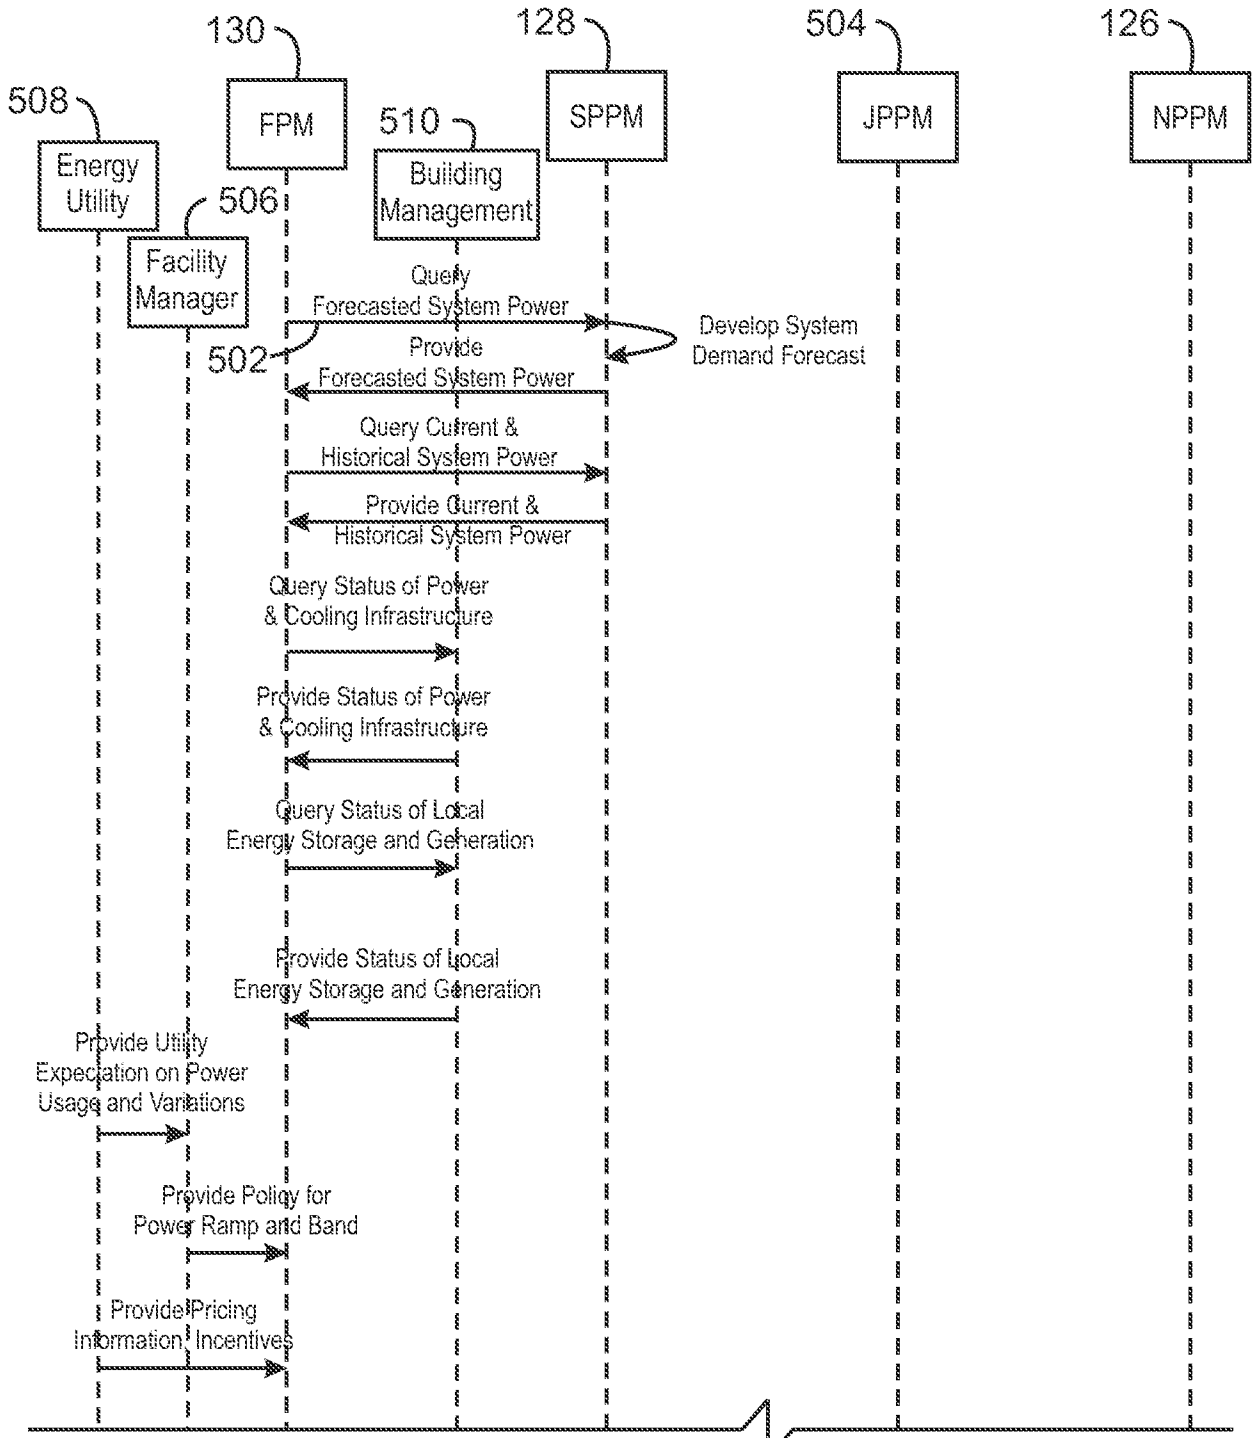 130
128
504
126
508
FPM
510
SPPM
JPPM
NPPM
Energy
Utility
506
Building
Management
Facility
Manager
Query
Forecasted System Power
502
Develop System
Demand Forecast
Provide
Forecasted System Power
Query Current &
Historical System Power
Provide Current &
Historical System Power
Query Status of Power
& Cooling Infrastructure
Provide Status of Power
& Cooling Infrastructure
Query Status of Local
Energy Storage and Generation
Provide Status of Local
Energy Storage and Generation
Provide Utility
Expectation on Power
Usage and Variations
Provide Policy for
Power Ramp and Band
Provide Pricing
Information, Incentives